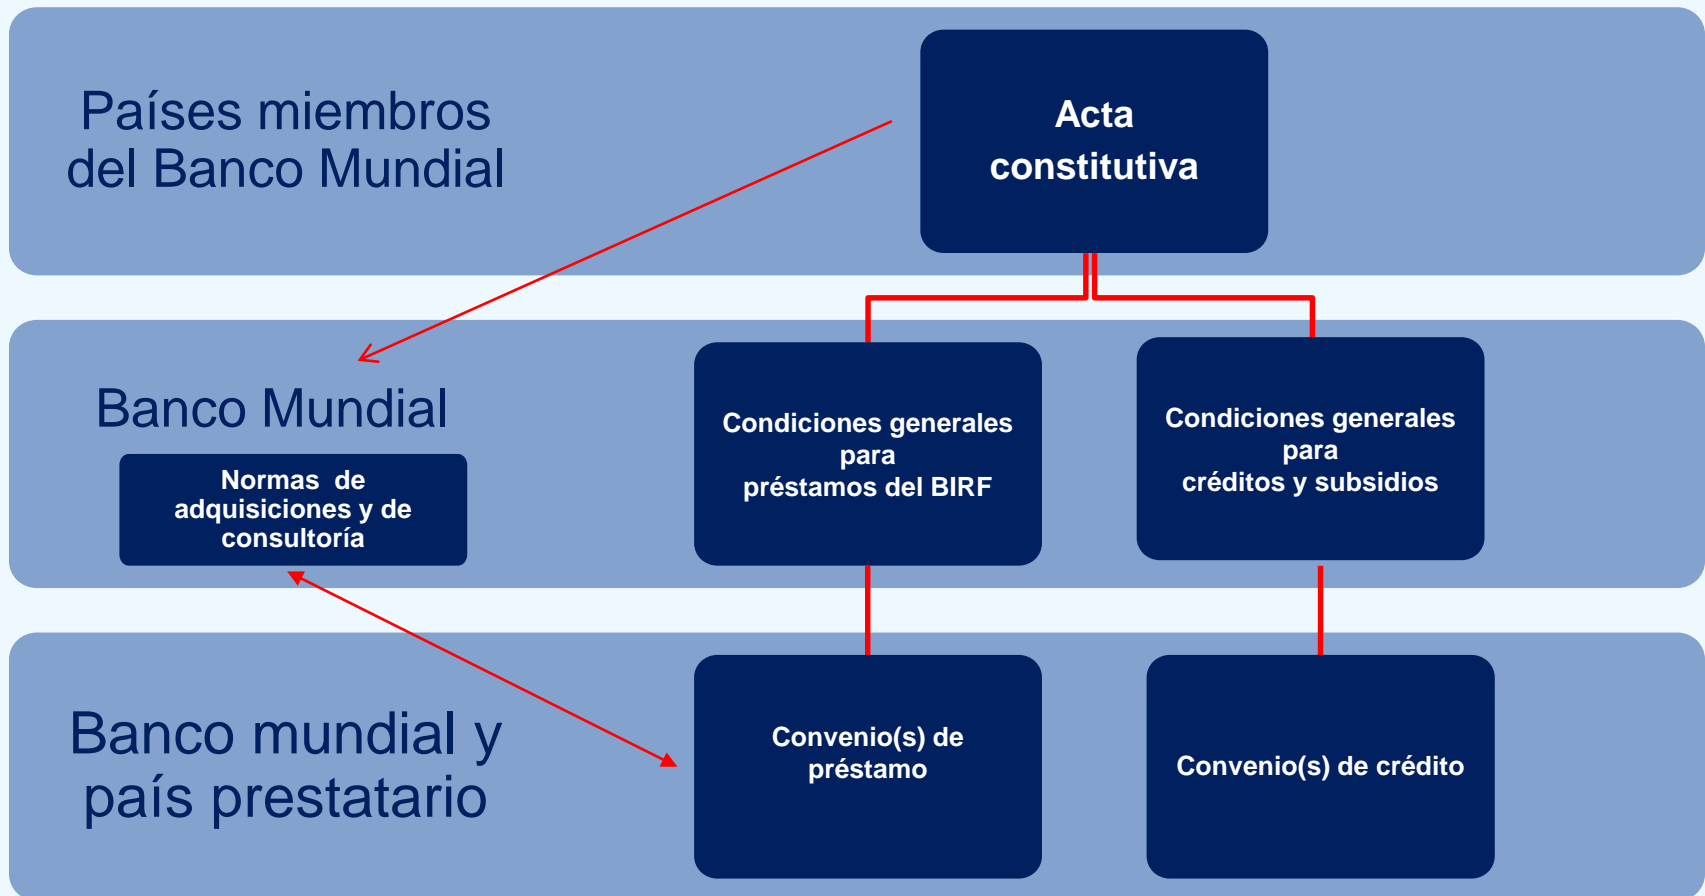 Países miembros
del Banco Mundial
Acta
constitutiva
Banco Mundial
Normas de
adquisiciones y de
consultoría
Condiciones generales
para
préstamos del BIRF
Condiciones generales
para
créditos y subsidios
Banco mundial y
país prestatario
Convenio(s) de
préstamo
Convenio(s) de crédito